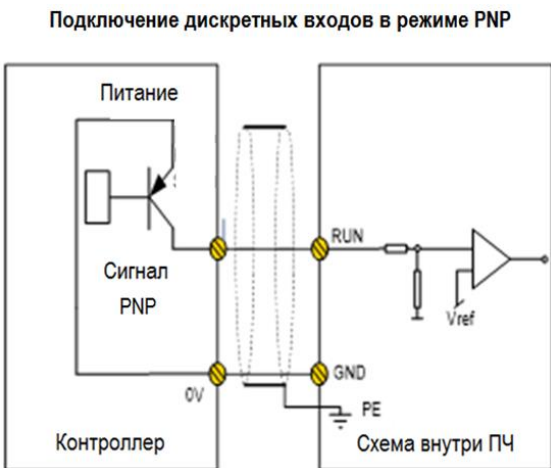 Подключение дискретных входов в режиме PNP
Питание
Сигнал
PNP
RUN
Vref
0V
GND
PE
Контроллер
Схема внутри ПЧ